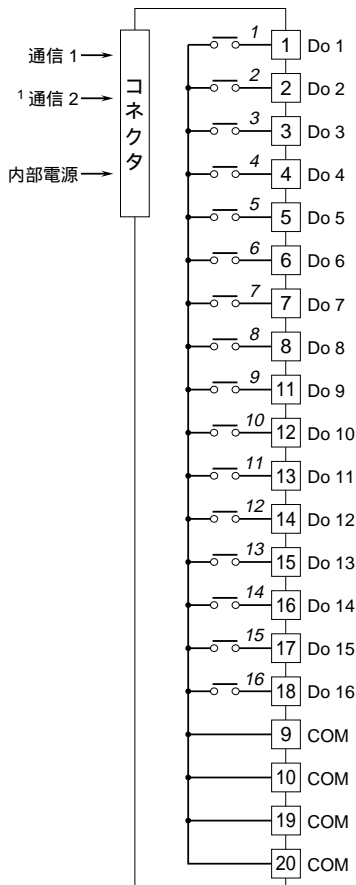 通信 1
1 通信 2
内部電源
コネクタ
1 1 Do 1
2 2 Do 2
3 3 Do 3
4 4 Do 4
5 5 Do 5
6 6 Do 6
7 7 Do 7
8 8 Do 8
9 11 Do 9
10 12 Do 10
11 13 Do 11
12 14 Do 12
13 15 Do 13
14 16 Do 14
15 17 Do 15
16 18 Do 16
9 COM
10 COM
19 COM
20 COM